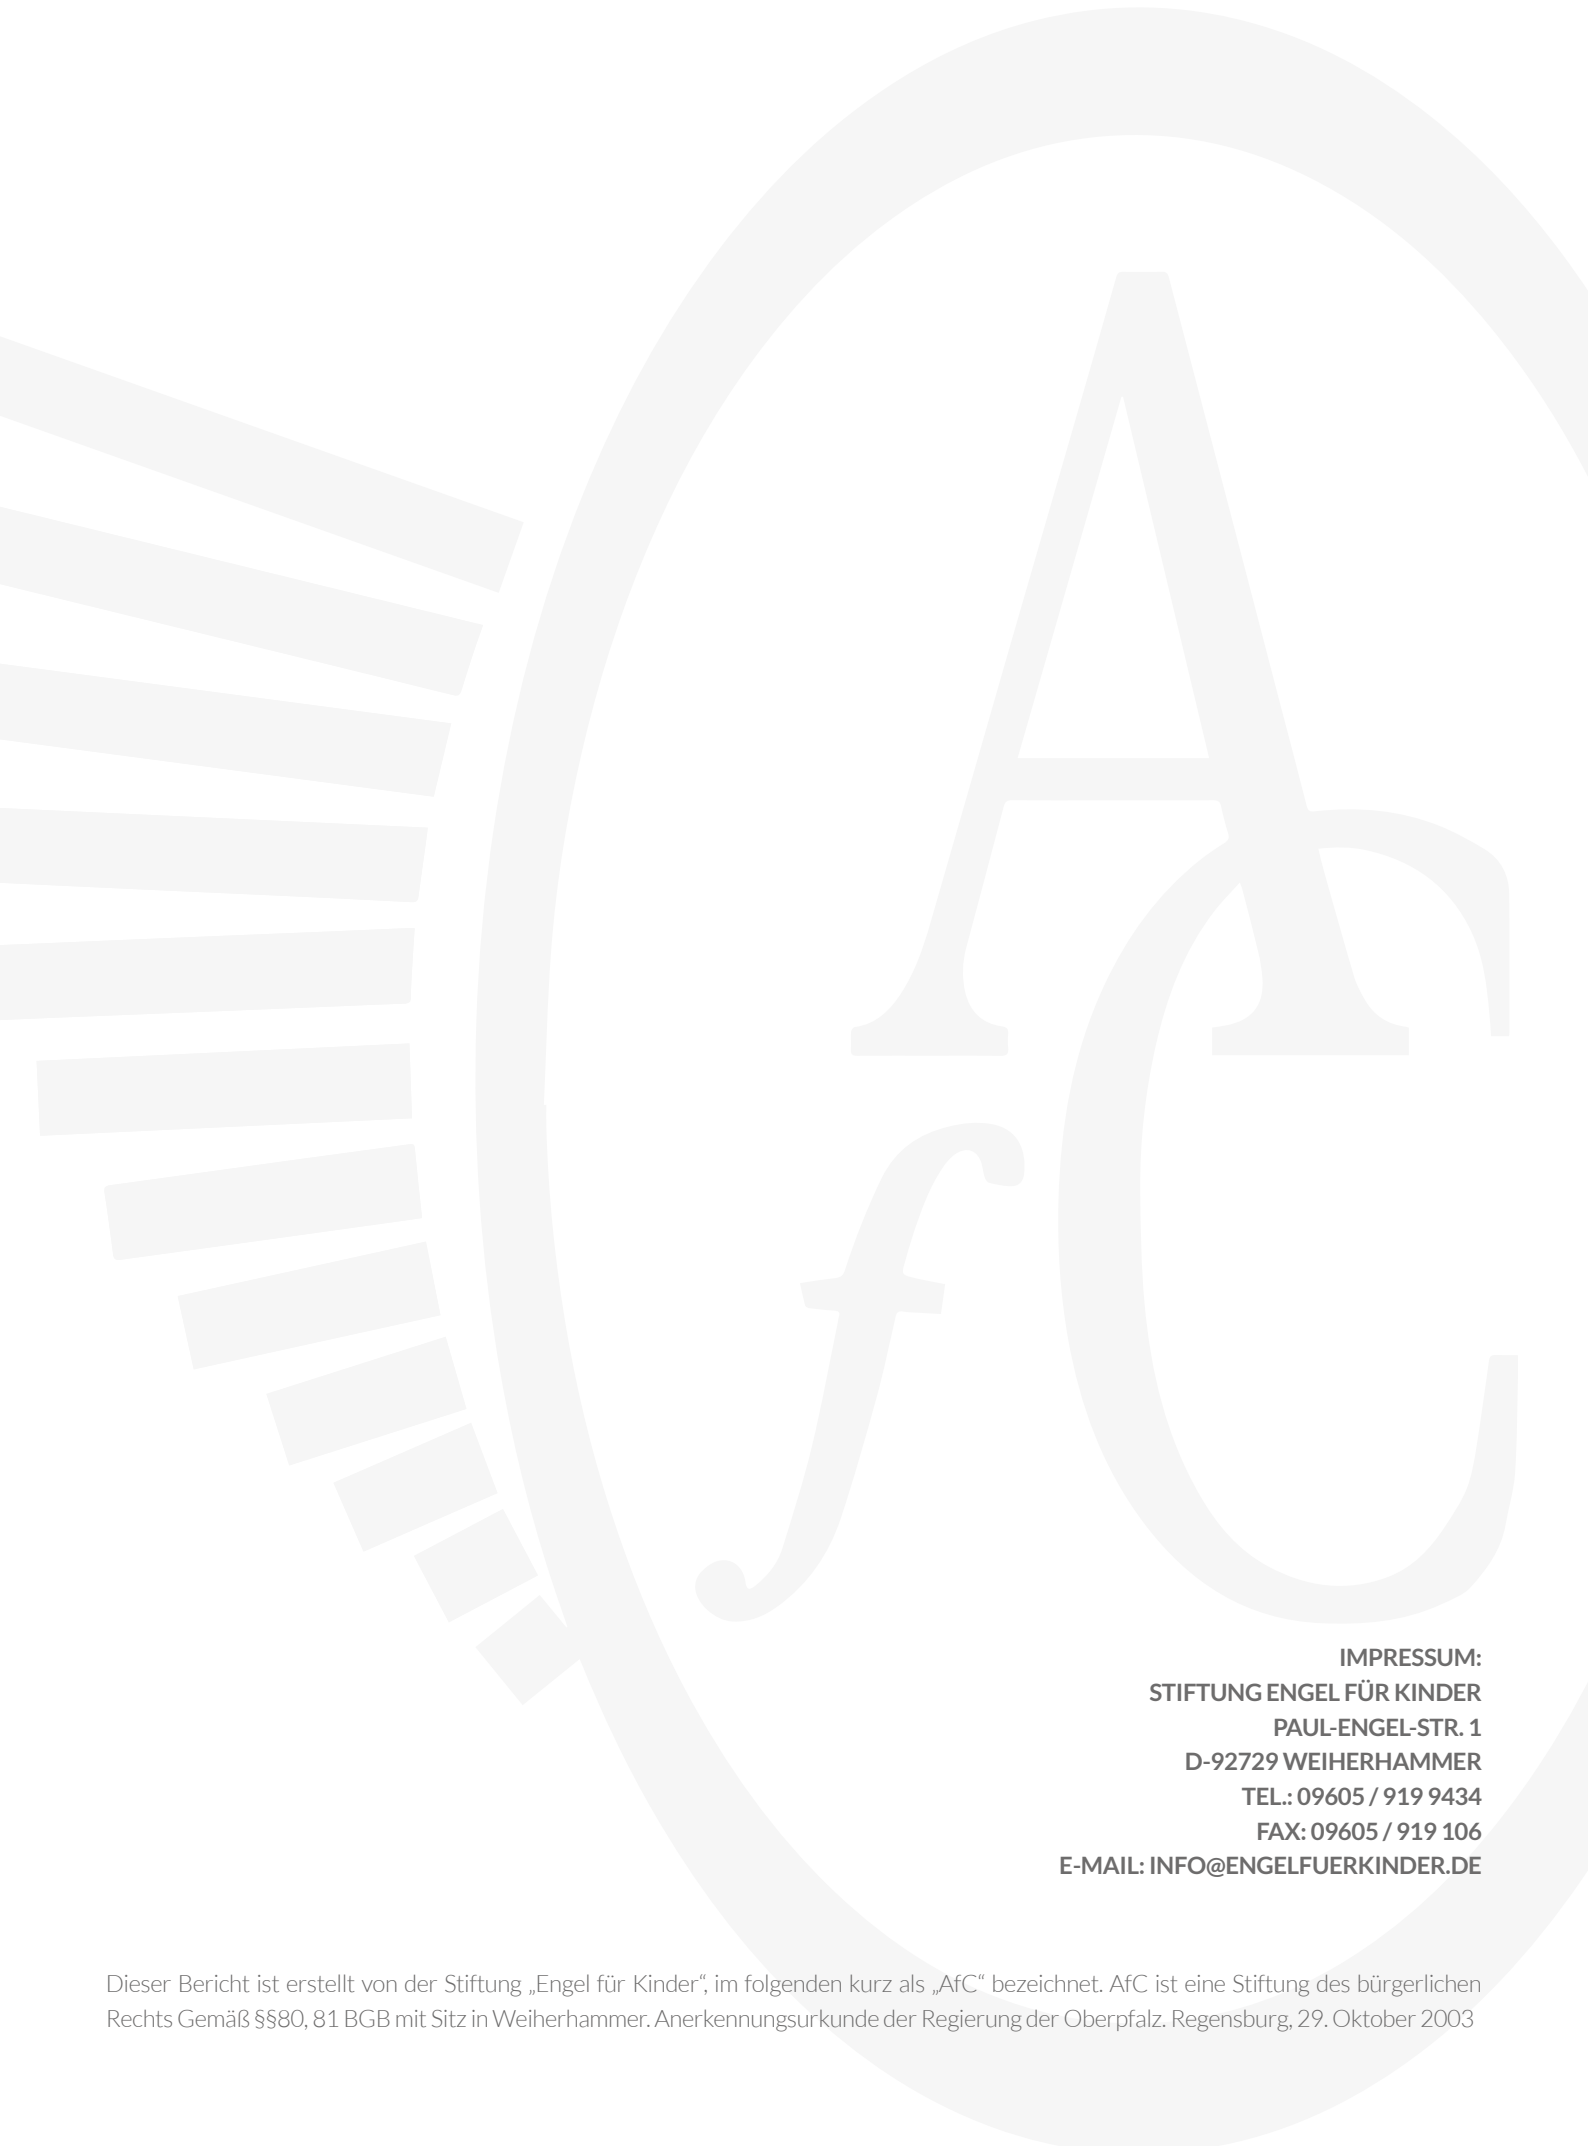 A
f C
IMPRESSUM:
STIFTUNG ENGEL FÜR KINDER
PAUL-ENGEL-STR. 1
D-92729 WEIHERHAMMER
TEL.: 09605 / 919 9434
FAX: 09605 / 919 106
E-MAIL: INFO@ENGELFUERKINDER.DE
Dieser Bericht ist erstellt von der Stiftung „Engel für Kinder“, im folgenden kurz als „AfC“ bezeichnet. AfC ist eine Stiftung des bürgerlichen
Rechts Gemäß §§80, 81 BGB mit Sitz in Weiherhammer. Anerkennungsurkunde der Regierung der Oberpfalz. Regensburg, 29. Oktober 2003